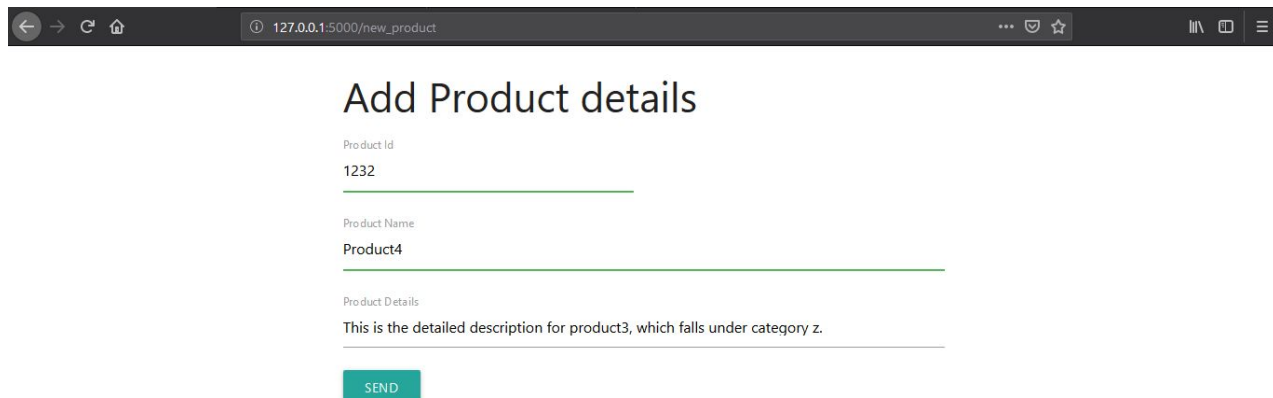 127.0.0.1:5000/new_product
Add Product details
Product Id
1232
Product Name
Product4
Product Details
This is the detailed description for product3, which falls under category z.
SEND